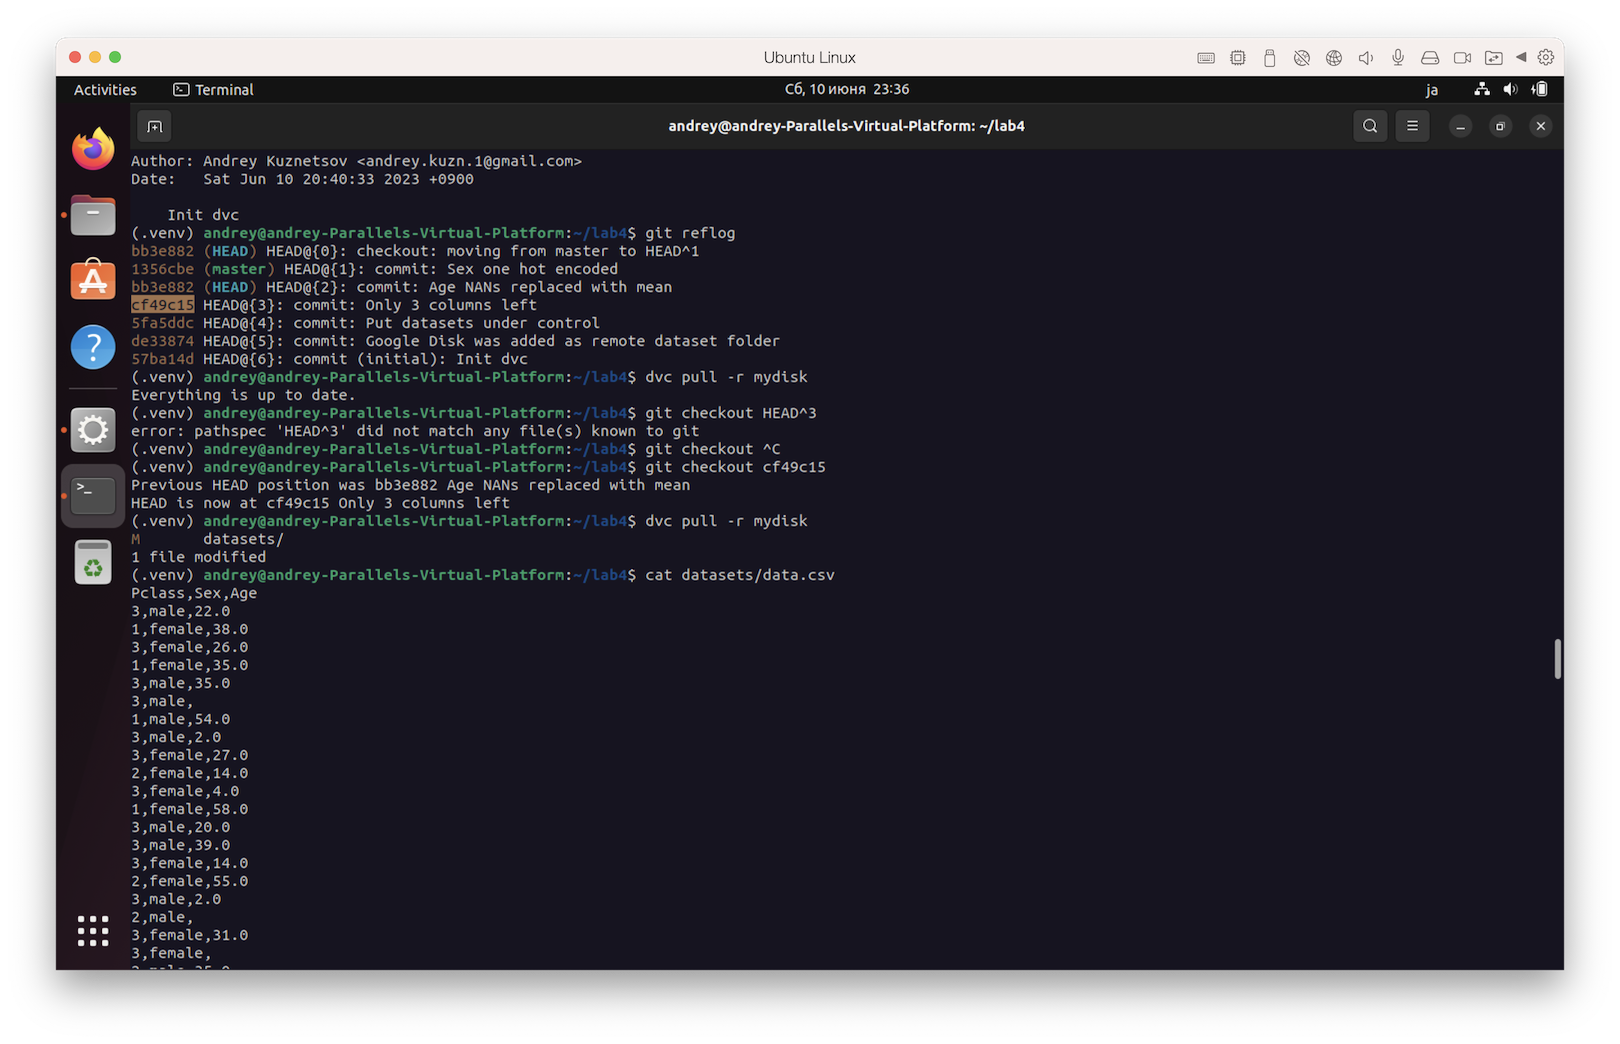 Ubuntu Linux
Activities
Terminal
Сб, 10 июня 23:36
ja
andrey@andrey-Parallels-Virtual-Platform: ~/lab4
Author: Andrey Kuznetsov <andrey.kuzn.1@gmail.com>
Date:   Sat Jun 10 20:40:33 2023 +0900
    Init dvc
(.venv) andrey@andrey-Parallels-Virtual-Platform:~/lab4$ git reflog
bb3e882 (HEAD) HEAD@{0}: checkout: moving from master to HEAD^1
1356cbe (master) HEAD@{1}: commit: Sex one hot encoded
bb3e882 (HEAD) HEAD@{2}: commit: Age NANs replaced with mean
cf49c15 HEAD@{3}: commit: Only 3 columns left
5fa5ddc HEAD@{4}: commit: Put datasets under control
de33874 HEAD@{5}: commit: Google Disk was added as remote dataset folder
57ba14d HEAD@{6}: commit (initial): Init dvc
(.venv) andrey@andrey-Parallels-Virtual-Platform:~/lab4$ dvc pull -r mydisk
Everything is up to date.
(.venv) andrey@andrey-Parallels-Virtual-Platform:~/lab4$ git checkout HEAD^3
error: pathspec 'HEAD^3' did not match any file(s) known to git
(.venv) andrey@andrey-Parallels-Virtual-Platform:~/lab4$ git checkout ^C
(.venv) andrey@andrey-Parallels-Virtual-Platform:~/lab4$ git checkout cf49c15
Previous HEAD position was bb3e882 Age NANs replaced with mean
HEAD is now at cf49c15 Only 3 columns left
(.venv) andrey@andrey-Parallels-Virtual-Platform:~/lab4$ dvc pull -r mydisk
M       datasets/
1 file modified
(.venv) andrey@andrey-Parallels-Virtual-Platform:~/lab4$ cat datasets/data.csv
Pclass,Sex,Age
3,male,22.0
1,female,38.0
3,female,26.0
1,female,35.0
3,male,35.0
3,male,
1,male,54.0
3,male,2.0
3,female,27.0
2,female,14.0
3,female,4.0
1,female,58.0
3,male,20.0
3,male,39.0
3,female,14.0
2,female,55.0
3,male,2.0
2,male,
3,female,31.0
3,female,